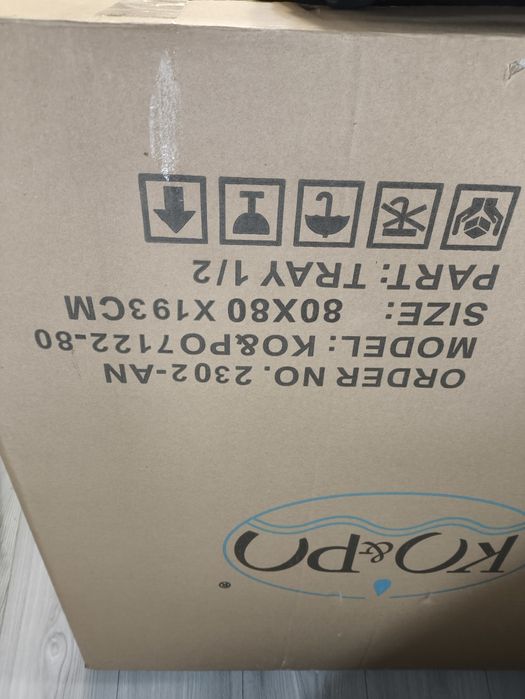 KO&PO
®
ORDER NO. 2302-AN
MODEL: KO&PO7122-80
SIZE: 80X80 X193CM
PART: TRAY 1/2